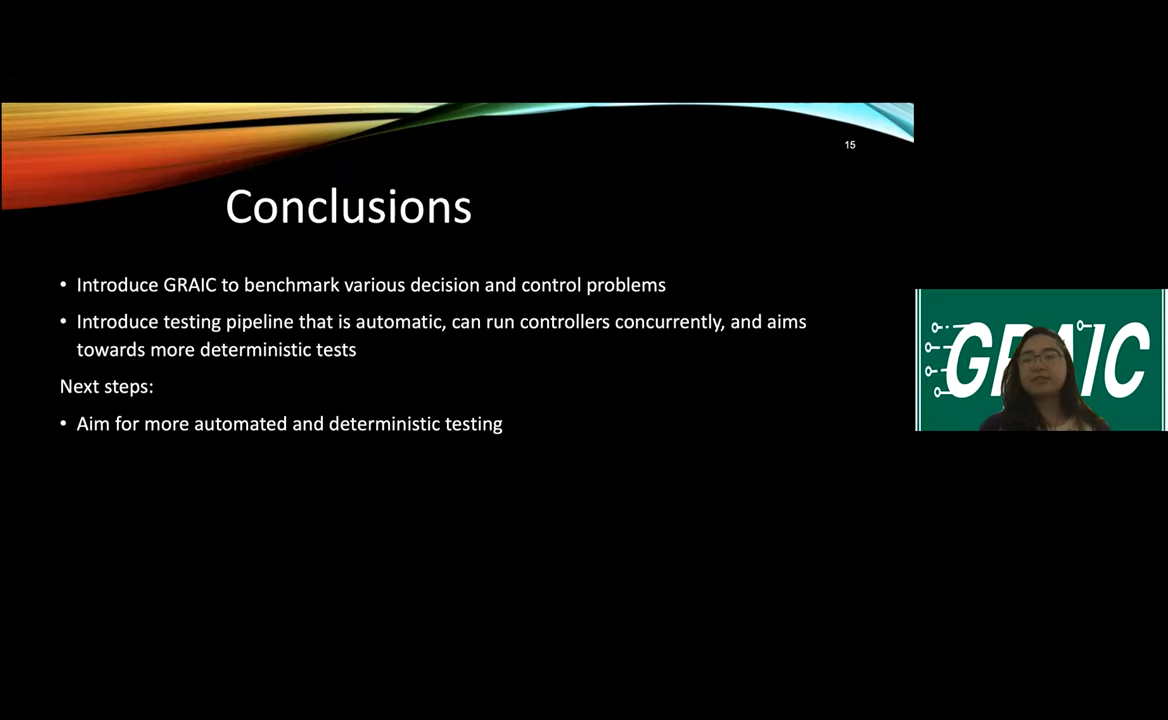 15
Conclusions
• Introduce GRAIC to benchmark various decision and control problems
• Introduce testing pipeline that is automatic, can run controllers concurrently, and aims
towards more deterministic tests
Next steps:
• Aim for more automated and deterministic testing
GRAIC